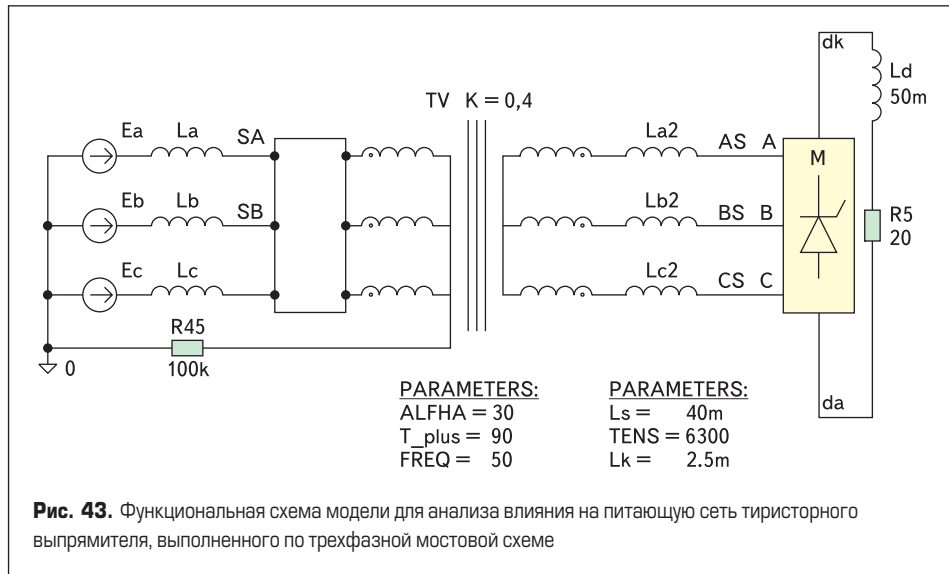 dk
Ld
50m
TV K = 0,4
Ea La SA
La2 AS A
M
Eb Lb SB
Lb2 BS B
R5
20
Ec Lc
Lc2 CS C
R45
100k
0
da
PARAMETERS:
ALFHA = 30
T_plus = 90
FREQ = 50
PARAMETERS:
Ls = 40m
TENS = 6300
Lk = 2.5m
Рис. 43. Функциональная схема модели для анализа влияния на питающую сеть тиристорного
выпрямителя, выполненного по трехфазной мостовой схеме